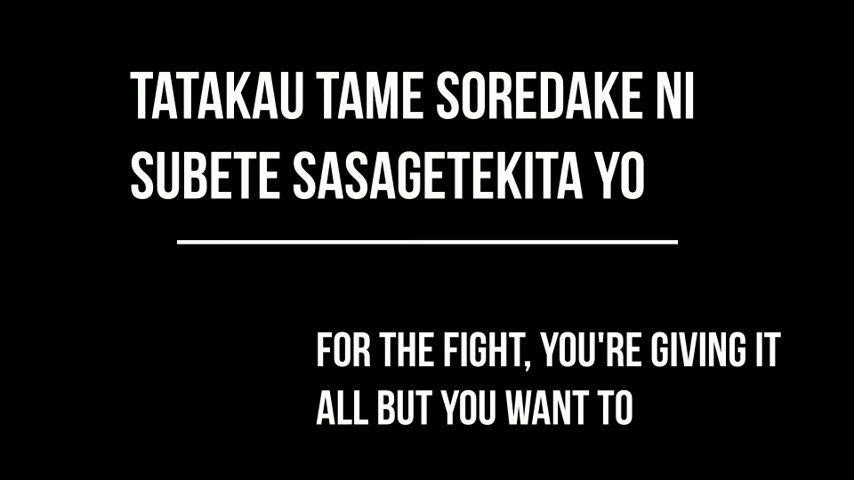 TATAKAU TAME SOREDAKE NI
SUBETE SASAGETEKITA YO
FOR THE FIGHT, YOU'RE GIVING IT
ALL BUT YOU WANT TO